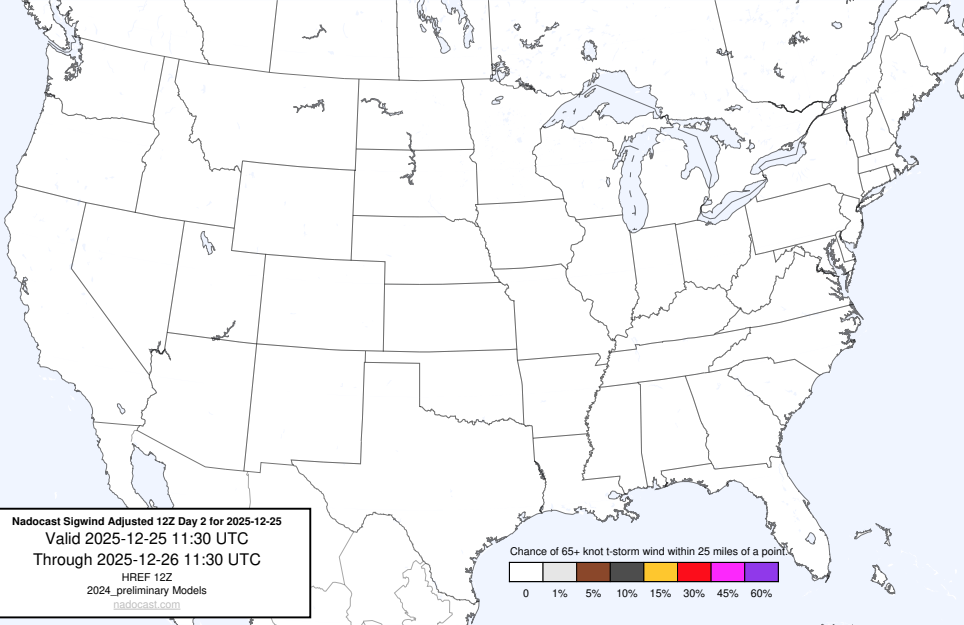 Nadocast Sigwind Adjusted 12Z Day 2 for 2025-12-25
Valid 2025-12-25 11:30 UTC
Through 2025-12-26 11:30 UTC
HREF 12Z
2024_preliminary Models
nadocast.com
Chance of 65+ knot t-storm wind within 25 miles of a point.
0 1% 5% 10% 15% 30% 45% 60%